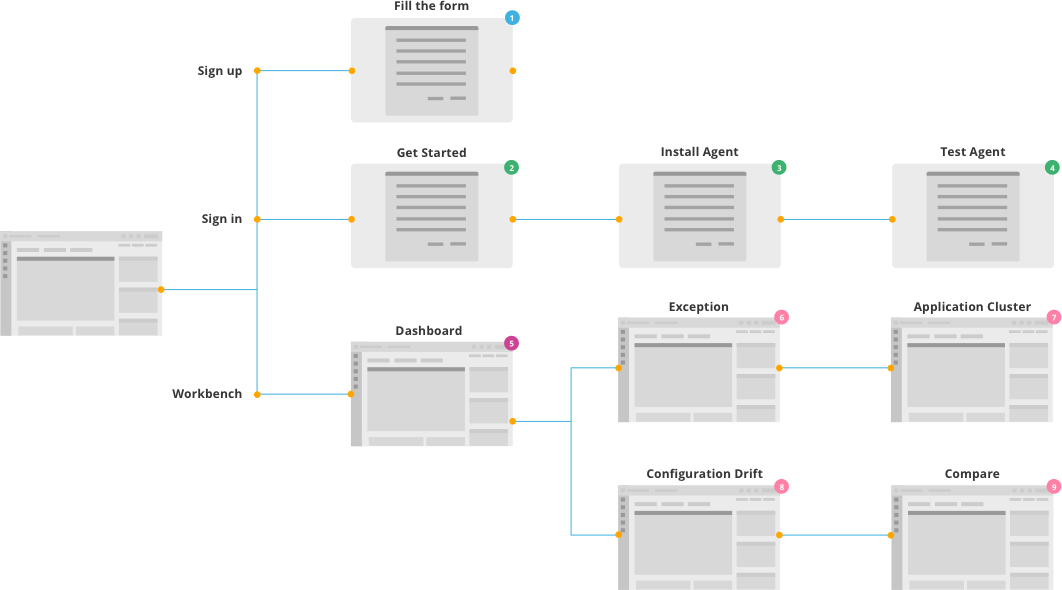 Fill the form
1
Sign up
Get Started
2
Install Agent
3
Test Agent
4
Sign in
Exception
6
Application Cluster
7
Dashboard
5
Workbench
Configuration Drift
8
Compare
9